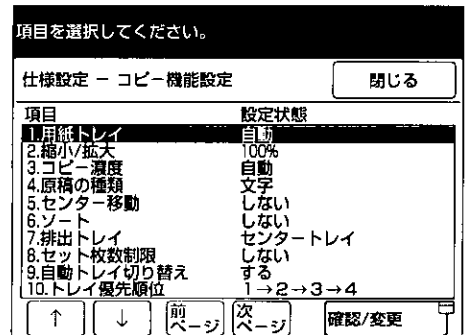 項目を選択してください。
仕様設定 － コピー機能設定 閉じる
項目 設定状態
1.用紙トレイ 自動
2.縮小/拡大 100%
3.コピー濃度 自動
4.原稿の種類 文字
5.センター移動 しない
6.ソート しない
7.排出トレイ センタートレイ
8.セット枚数制限 しない
9.自動トレイ切り替え する
10.トレイ優先順位 1→2→3→4
↑ ↓ 前ページ 次ページ 確認/変更